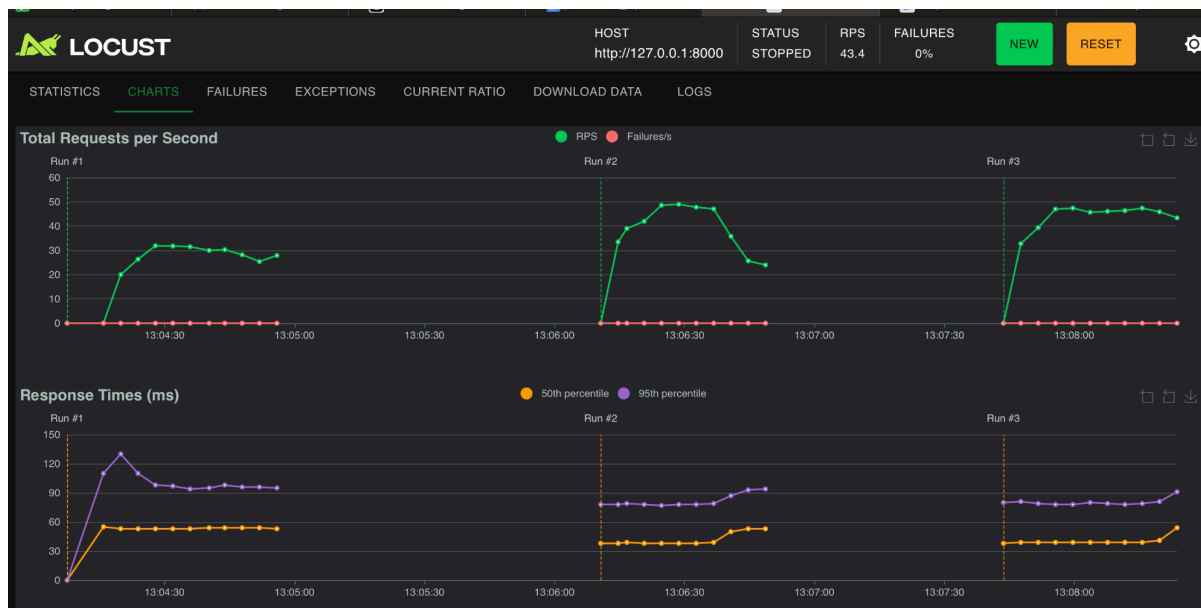 LOCUST
HOST
http://127.0.0.1:8000
STATUS
STOPPED
RPS
43.4
FAILURES
0%
NEW
RESET
STATISTICS CHARTS FAILURES EXCEPTIONS CURRENT RATIO DOWNLOAD DATA LOGS
Total Requests per Second
RPS Failures/s
Run #1 Run #2 Run #3
60
50
40
30
20
10
0
13:04:30 13:05:00 13:05:30 13:06:00 13:06:30 13:07:00 13:07:30 13:08:00
Response Times (ms)
50th percentile 95th percentile
Run #1 Run #2 Run #3
150
120
90
60
30
0
13:04:30 13:05:00 13:05:30 13:06:00 13:06:30 13:07:00 13:07:30 13:08:00